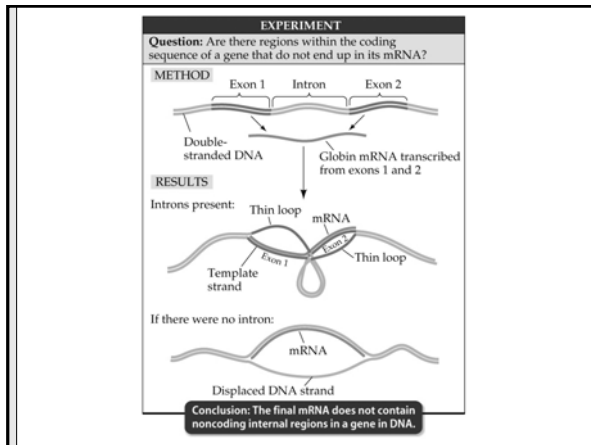 EXPERIMENT
Question: Are there regions within the coding
sequence of a gene that do not end up in its mRNA?
METHOD
Exon 1
Intron
Exon 2
Double-
stranded DNA
Globin mRNA transcribed
from exons 1 and 2
RESULTS
Introns present:
Thin loop
mRNA
Exon 1
Exon 2
Thin loop
Template
strand
If there were no intron:
mRNA
Displaced DNA strand
Conclusion: The final mRNA does not contain
noncoding internal regions in a gene in DNA.